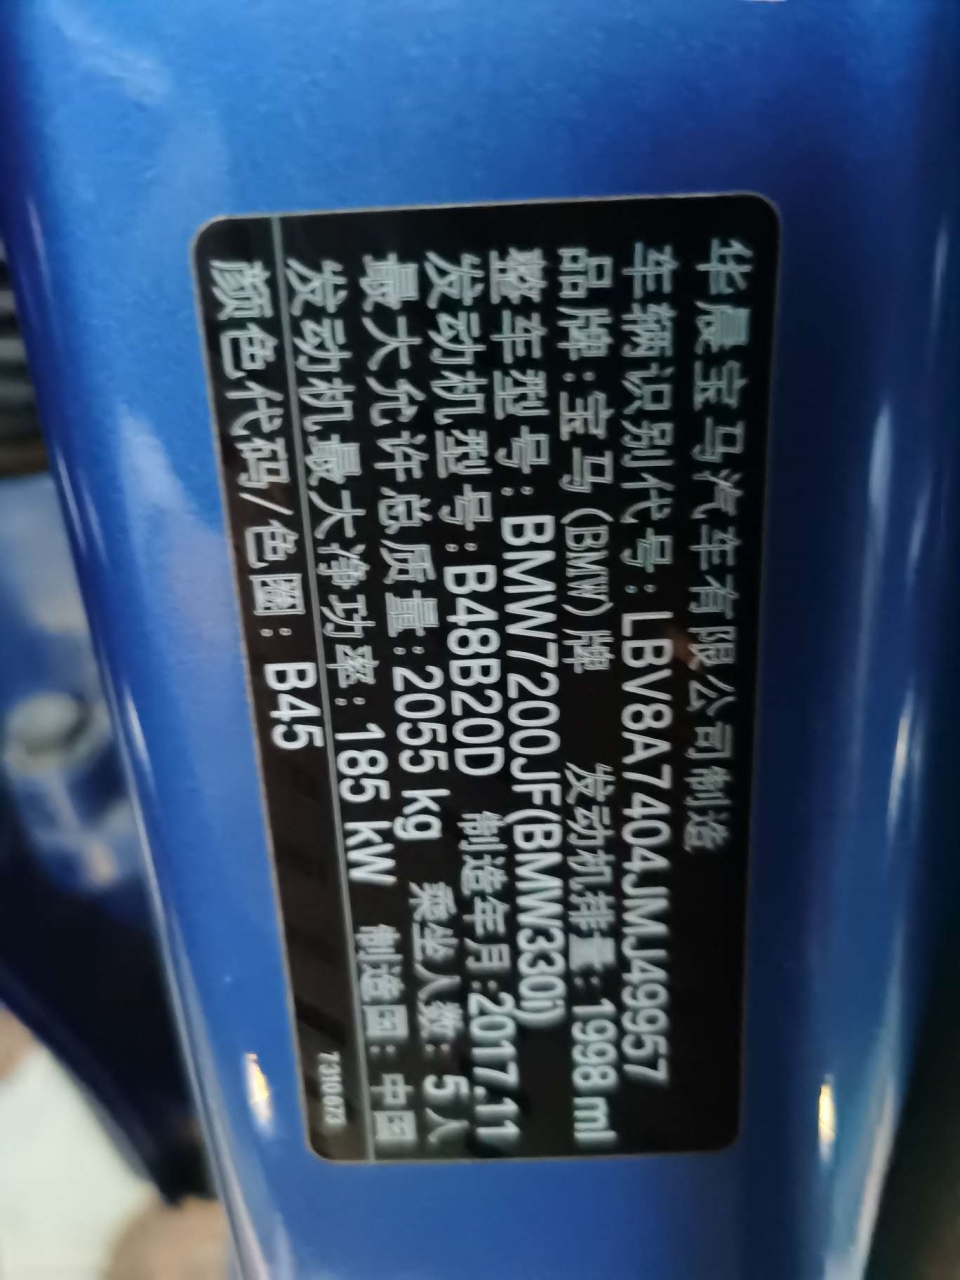 华晨宝马汽车有限公司制造
车辆识别代号：LBV8A7404JMJ49957
品牌：宝马(BMW)牌 发动机排量：1998 ml
整车型号：BMW7200JF(BMW330i)
发动机型号：B48B20D 制造年月：2017.11
最大允许总质量：2055 kg 乘坐人数：5人
发动机最大净功率：185 kW 制造国：中国
颜色代码/色图：B45
7310673